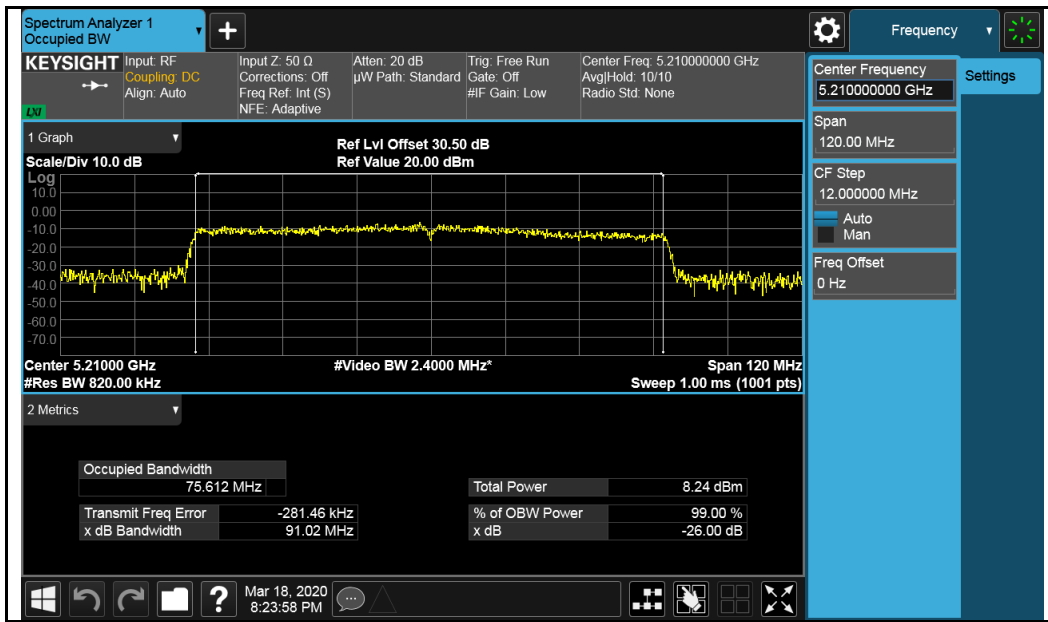 Spectrum Analyzer 1
Occupied BW
+
Frequency
KEYSIGHT
Input: RF
Coupling: DC
Align: Auto
LXI
Input Z: 50 Ω
Corrections: Off
Freq Ref: Int (S)
NFE: Adaptive
Atten: 20 dB
µW Path: Standard
Trig: Free Run
Gate: Off
#IF Gain: Low
Center Freq: 5.210000000 GHz
Avg|Hold: 10/10
Radio Std: None
Center Frequency
5.210000000 GHz
Settings
Span
120.00 MHz
CF Step
12.000000 MHz
Auto
Man
Freq Offset
0 Hz
1 Graph
Scale/Div 10.0 dB
Ref Lvl Offset 30.50 dB
Ref Value 20.00 dBm
Log
10.0
0.00
-10.0
-20.0
-30.0
-40.0
-50.0
-60.0
-70.0
Center 5.21000 GHz
#Video BW 2.4000 MHz*
Span 120 MHz
#Res BW 820.00 kHz
Sweep 1.00 ms (1001 pts)
2 Metrics
Occupied Bandwidth
75.612 MHz
Total Power 8.24 dBm
Transmit Freq Error -281.46 kHz
% of OBW Power 99.00 %
x dB Bandwidth 91.02 MHz
x dB -26.00 dB
?
Mar 18, 2020
8:23:58 PM